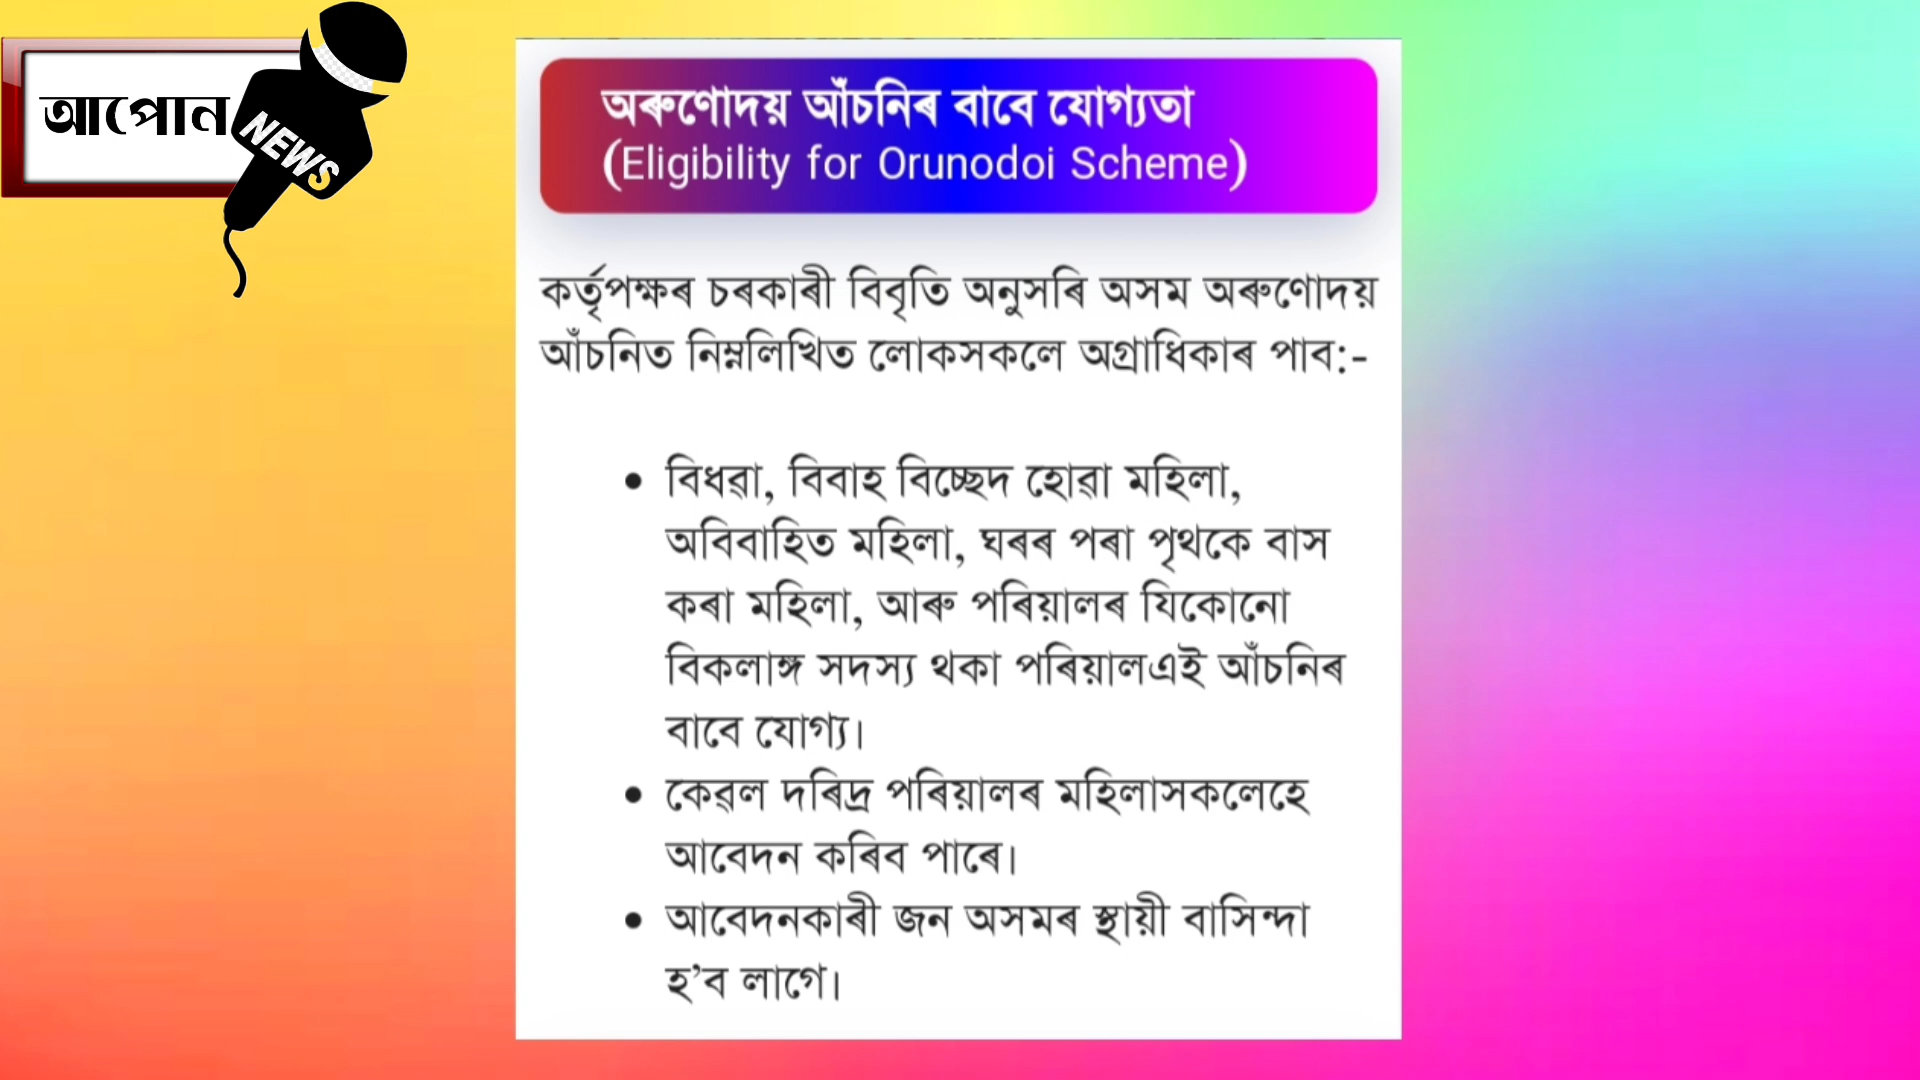 আপোন
NEWS
অৰুণোদয় আঁচনিৰ বাবে যোগ্যতা
(Eligibility for Orunodoi Scheme)
কৰ্তৃপক্ষৰ চৰকাৰী বিবৃতি অনুসৰি অসম অৰুণোদয়
আঁচনিত নিম্নলিখিত লোকসকলে অগ্ৰাধিকাৰ পাব:-
• বিধৱা, বিবাহ বিচ্ছেদ হোৱা মহিলা,
অবিবাহিত মহিলা, ঘৰৰ পৰা পৃথকে বাস
কৰা মহিলা, আৰু পৰিয়ালৰ যিকোনো
বিকলাঙ্গ সদস্য থকা পৰিয়ালএই আঁচনিৰ
বাবে যোগ্য।
• কেৱল দৰিদ্ৰ পৰিয়ালৰ মহিলাসকলেহে
আবেদন কৰিব পাৰে।
• আবেদনকাৰী জন অসমৰ স্থায়ী বাসিন্দা
হ’ব লাগে।